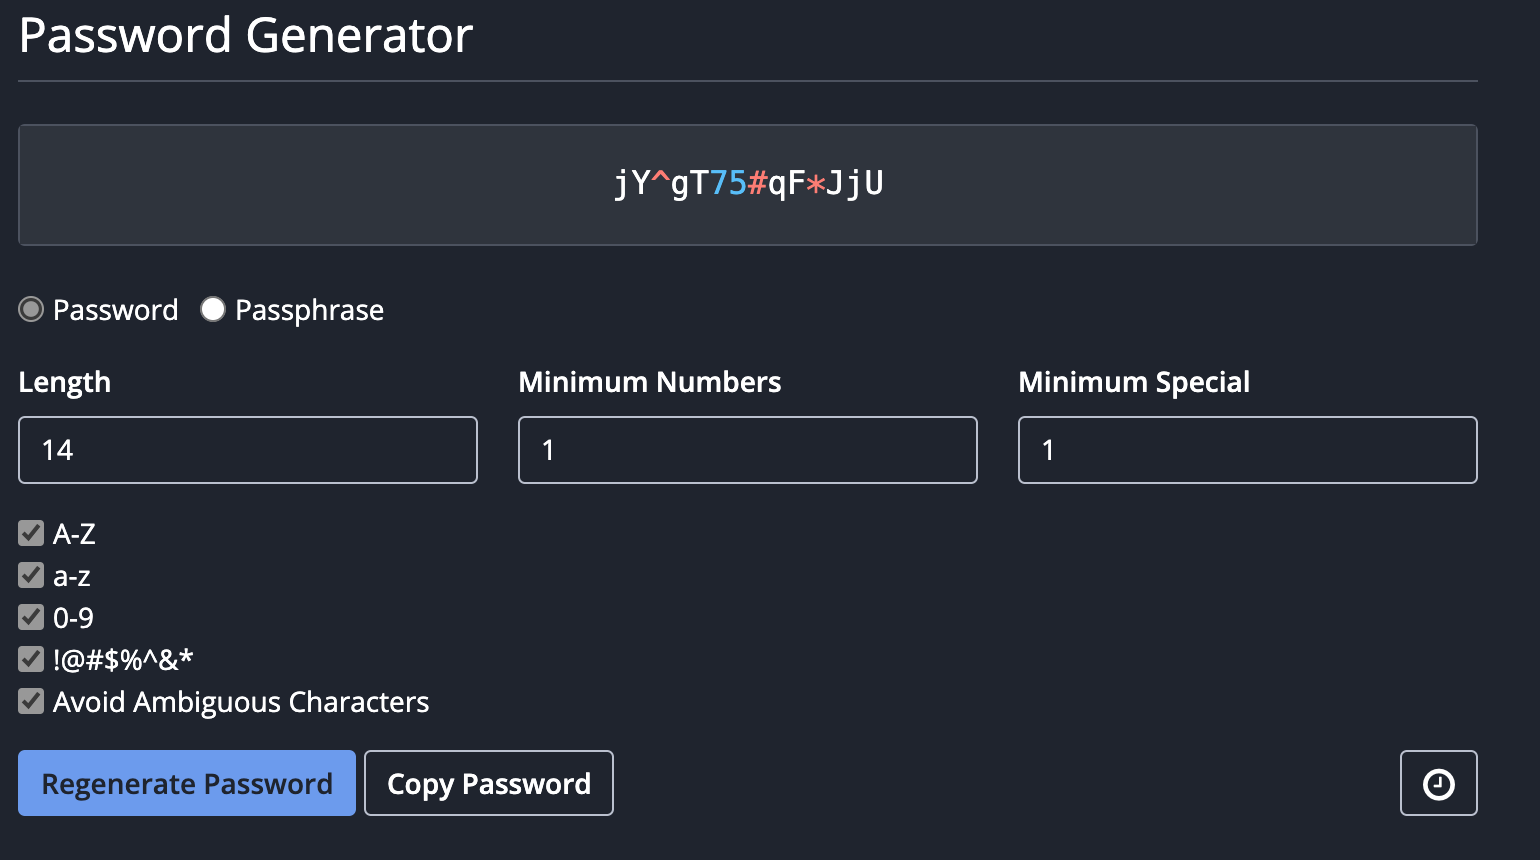 Password Generator
jY^gT75#qF*JjU
Password Passphrase
Length Minimum Numbers Minimum Special
14 1 1
A-Z
a-z
0-9
!@#$%^&*
Avoid Ambiguous Characters
Regenerate Password Copy Password